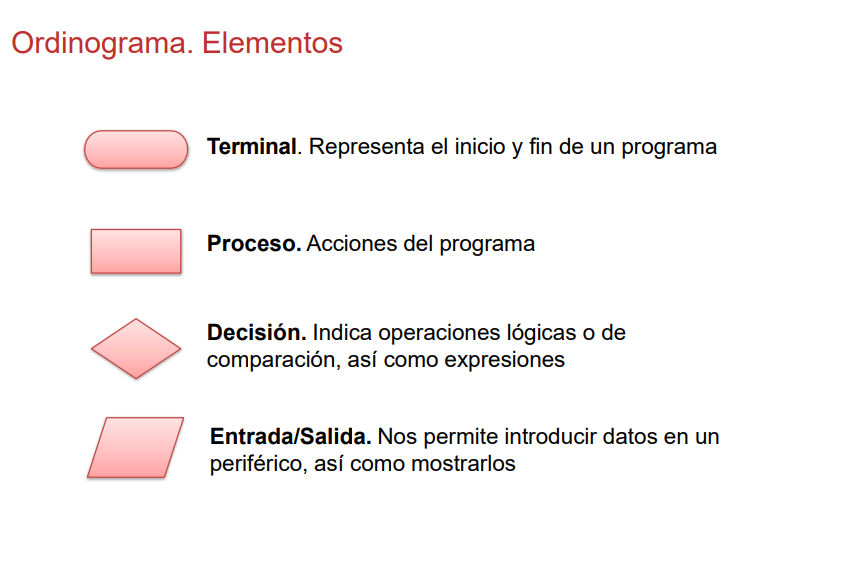 Ordinograma. Elementos
Terminal. Representa el inicio y fin de un programa
Proceso. Acciones del programa
Decisión. Indica operaciones lógicas o de
comparación, así como expresiones
Entrada/Salida. Nos permite introducir datos en un
periférico, así como mostrarlos